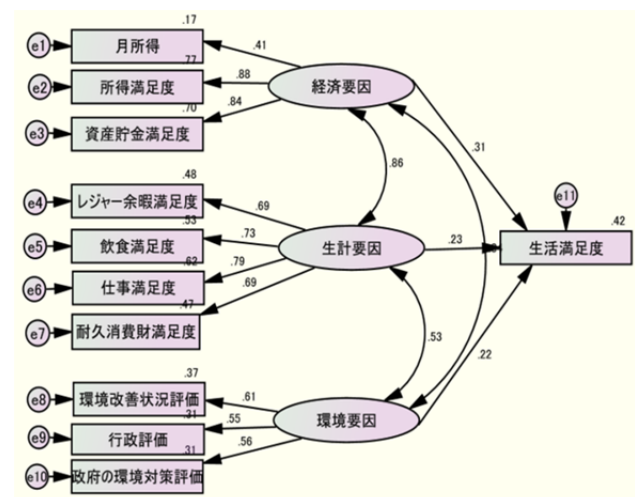 .17
e1 月所得
.41
.77
e2 所得満足度
.88
経済要因
.70
.84
e3 資産貯金満足度
.31
.86
.48
e4 レジャー余暇満足度
.69
e11
.53
.42
e5 飲食満足度
.73
生計要因
.23
生活満足度
.62
.79
e6 仕事満足度
.69
.47
e7 耐久消費財満足度
.53
.22
.37
e8 環境改善状況評価
.61
.31
e9 行政評価
.55
環境要因
.31
.56
e10 政府の環境対策評価